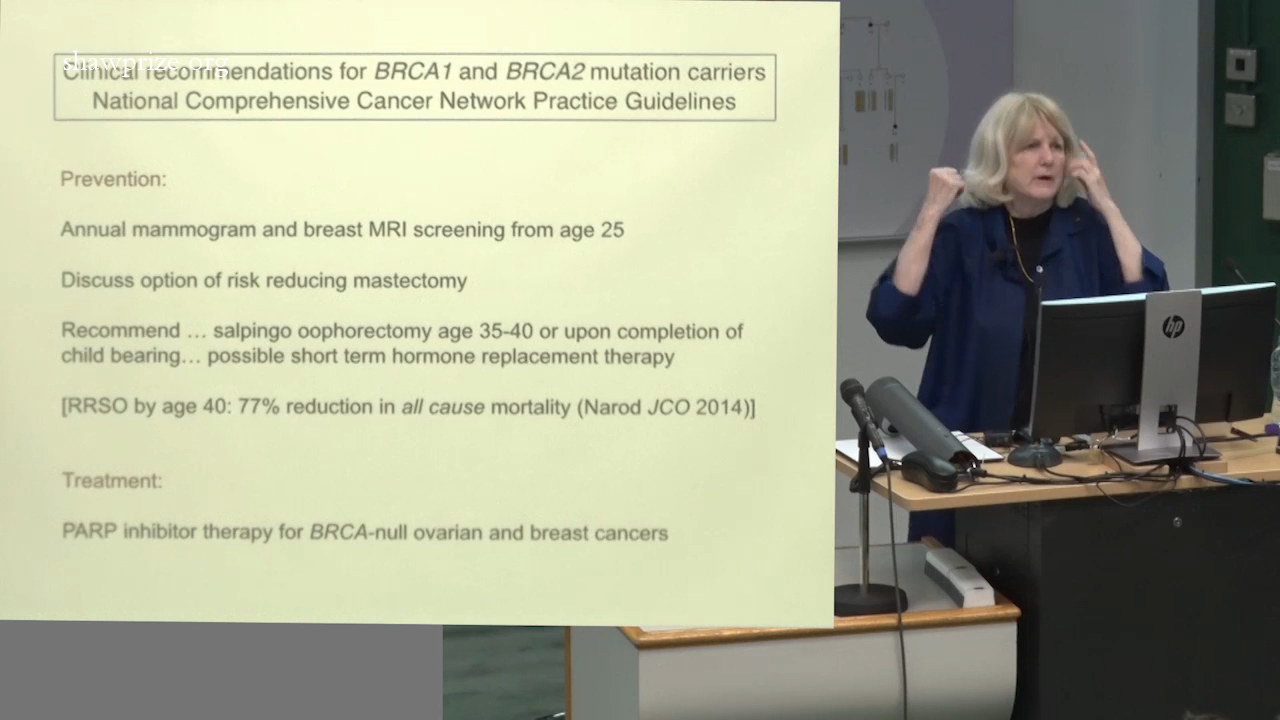 shawprize.org
Clinical recommendations for BRCA1 and BRCA2 mutation carriers
National Comprehensive Cancer Network Practice Guidelines
Prevention:
Annual mammogram and breast MRI screening from age 25
Discuss option of risk reducing mastectomy
Recommend … salpingo oophorectomy age 35-40 or upon completion of
child bearing… possible short term hormone replacement therapy
[RRSO by age 40: 77% reduction in all cause mortality (Narod JCO 2014)]
Treatment:
PARP inhibitor therapy for BRCA-null ovarian and breast cancers
hp